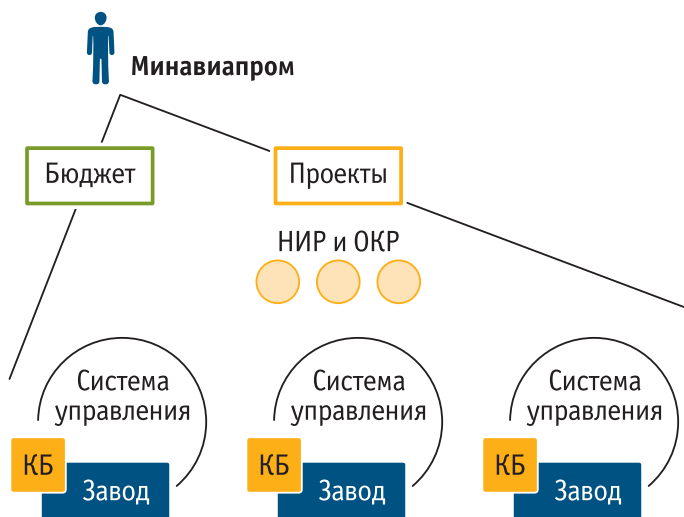 Минавиапром
Бюджет
Проекты
НИР и ОКР
Система
управления
КБ
Завод
Система
управления
КБ
Завод
Система
управления
КБ
Завод